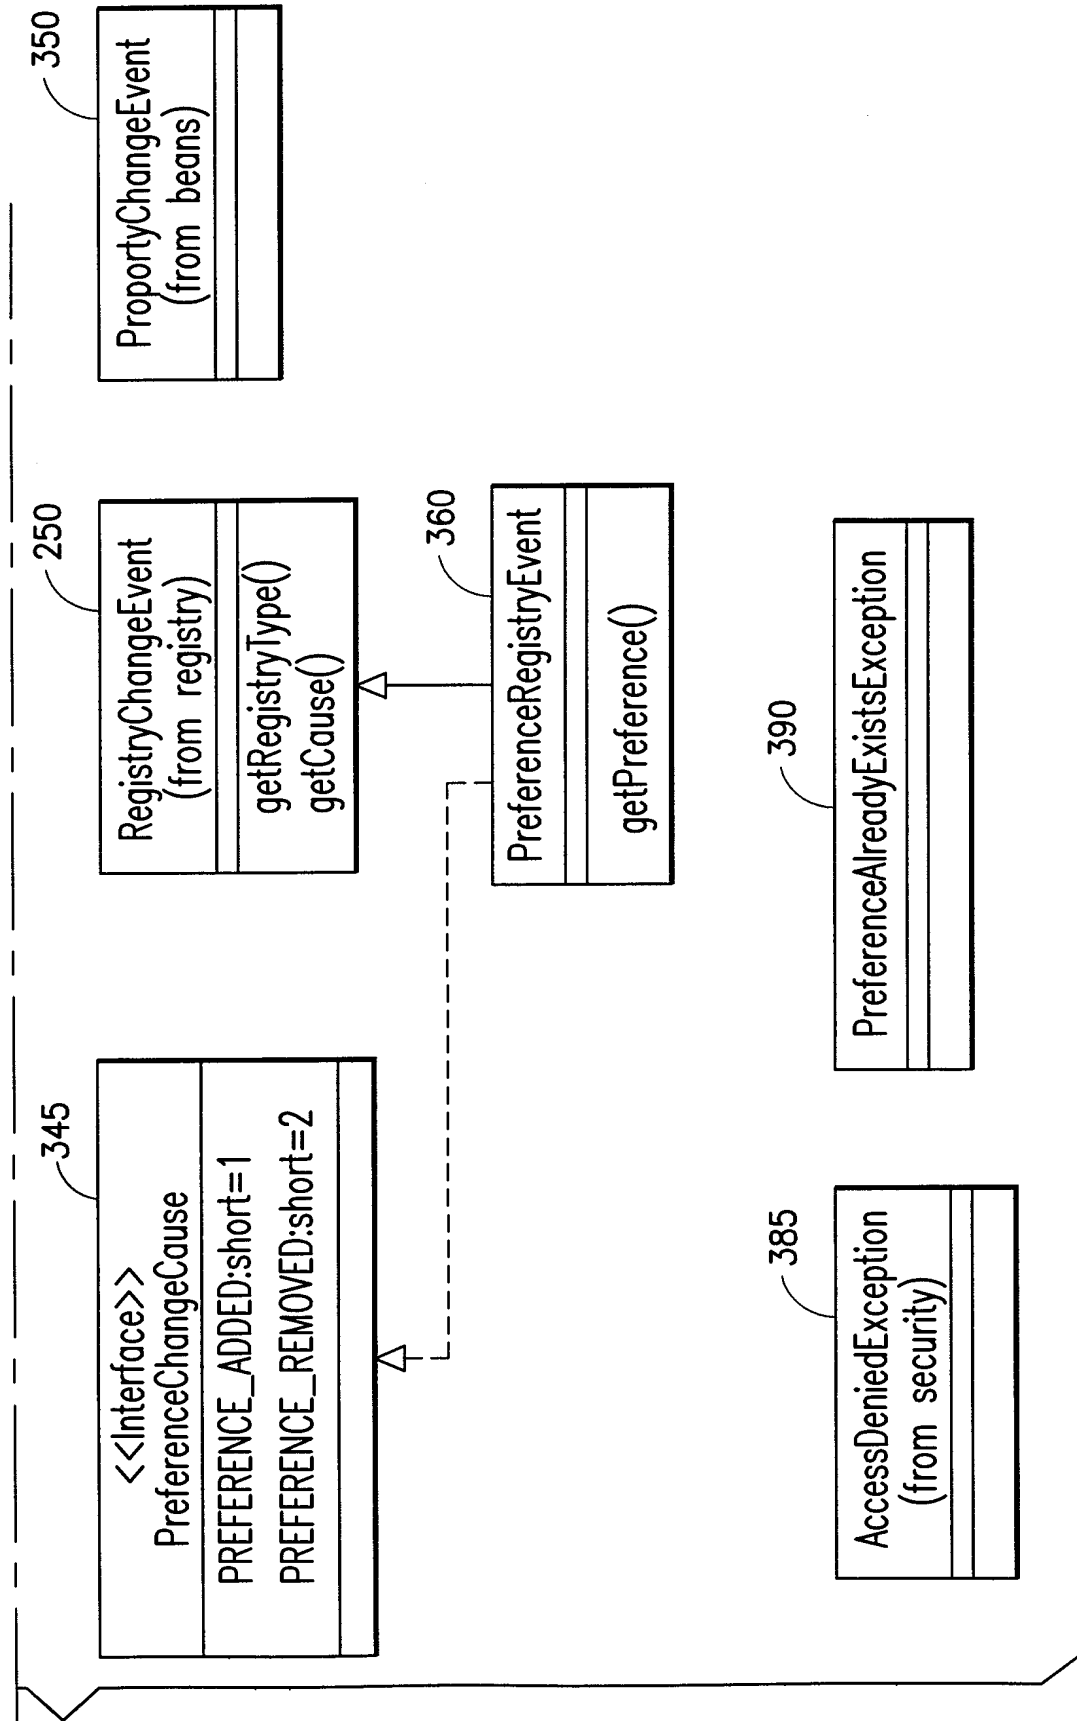 345
<<Interface>>
PreferenceChangeCause
PREFERENCE_ADDED:short=1
PREFERENCE_REMOVED:short=2
250
RegistryChangeEvent
(from registry)
getRegistryType()
getCause()
350
ProportyChangeEvent
(from beans)
360
PreferenceRegistryEvent
getPreference()
385
AccessDeniedException
(from security)
390
PreferenceAlreadyExistsException